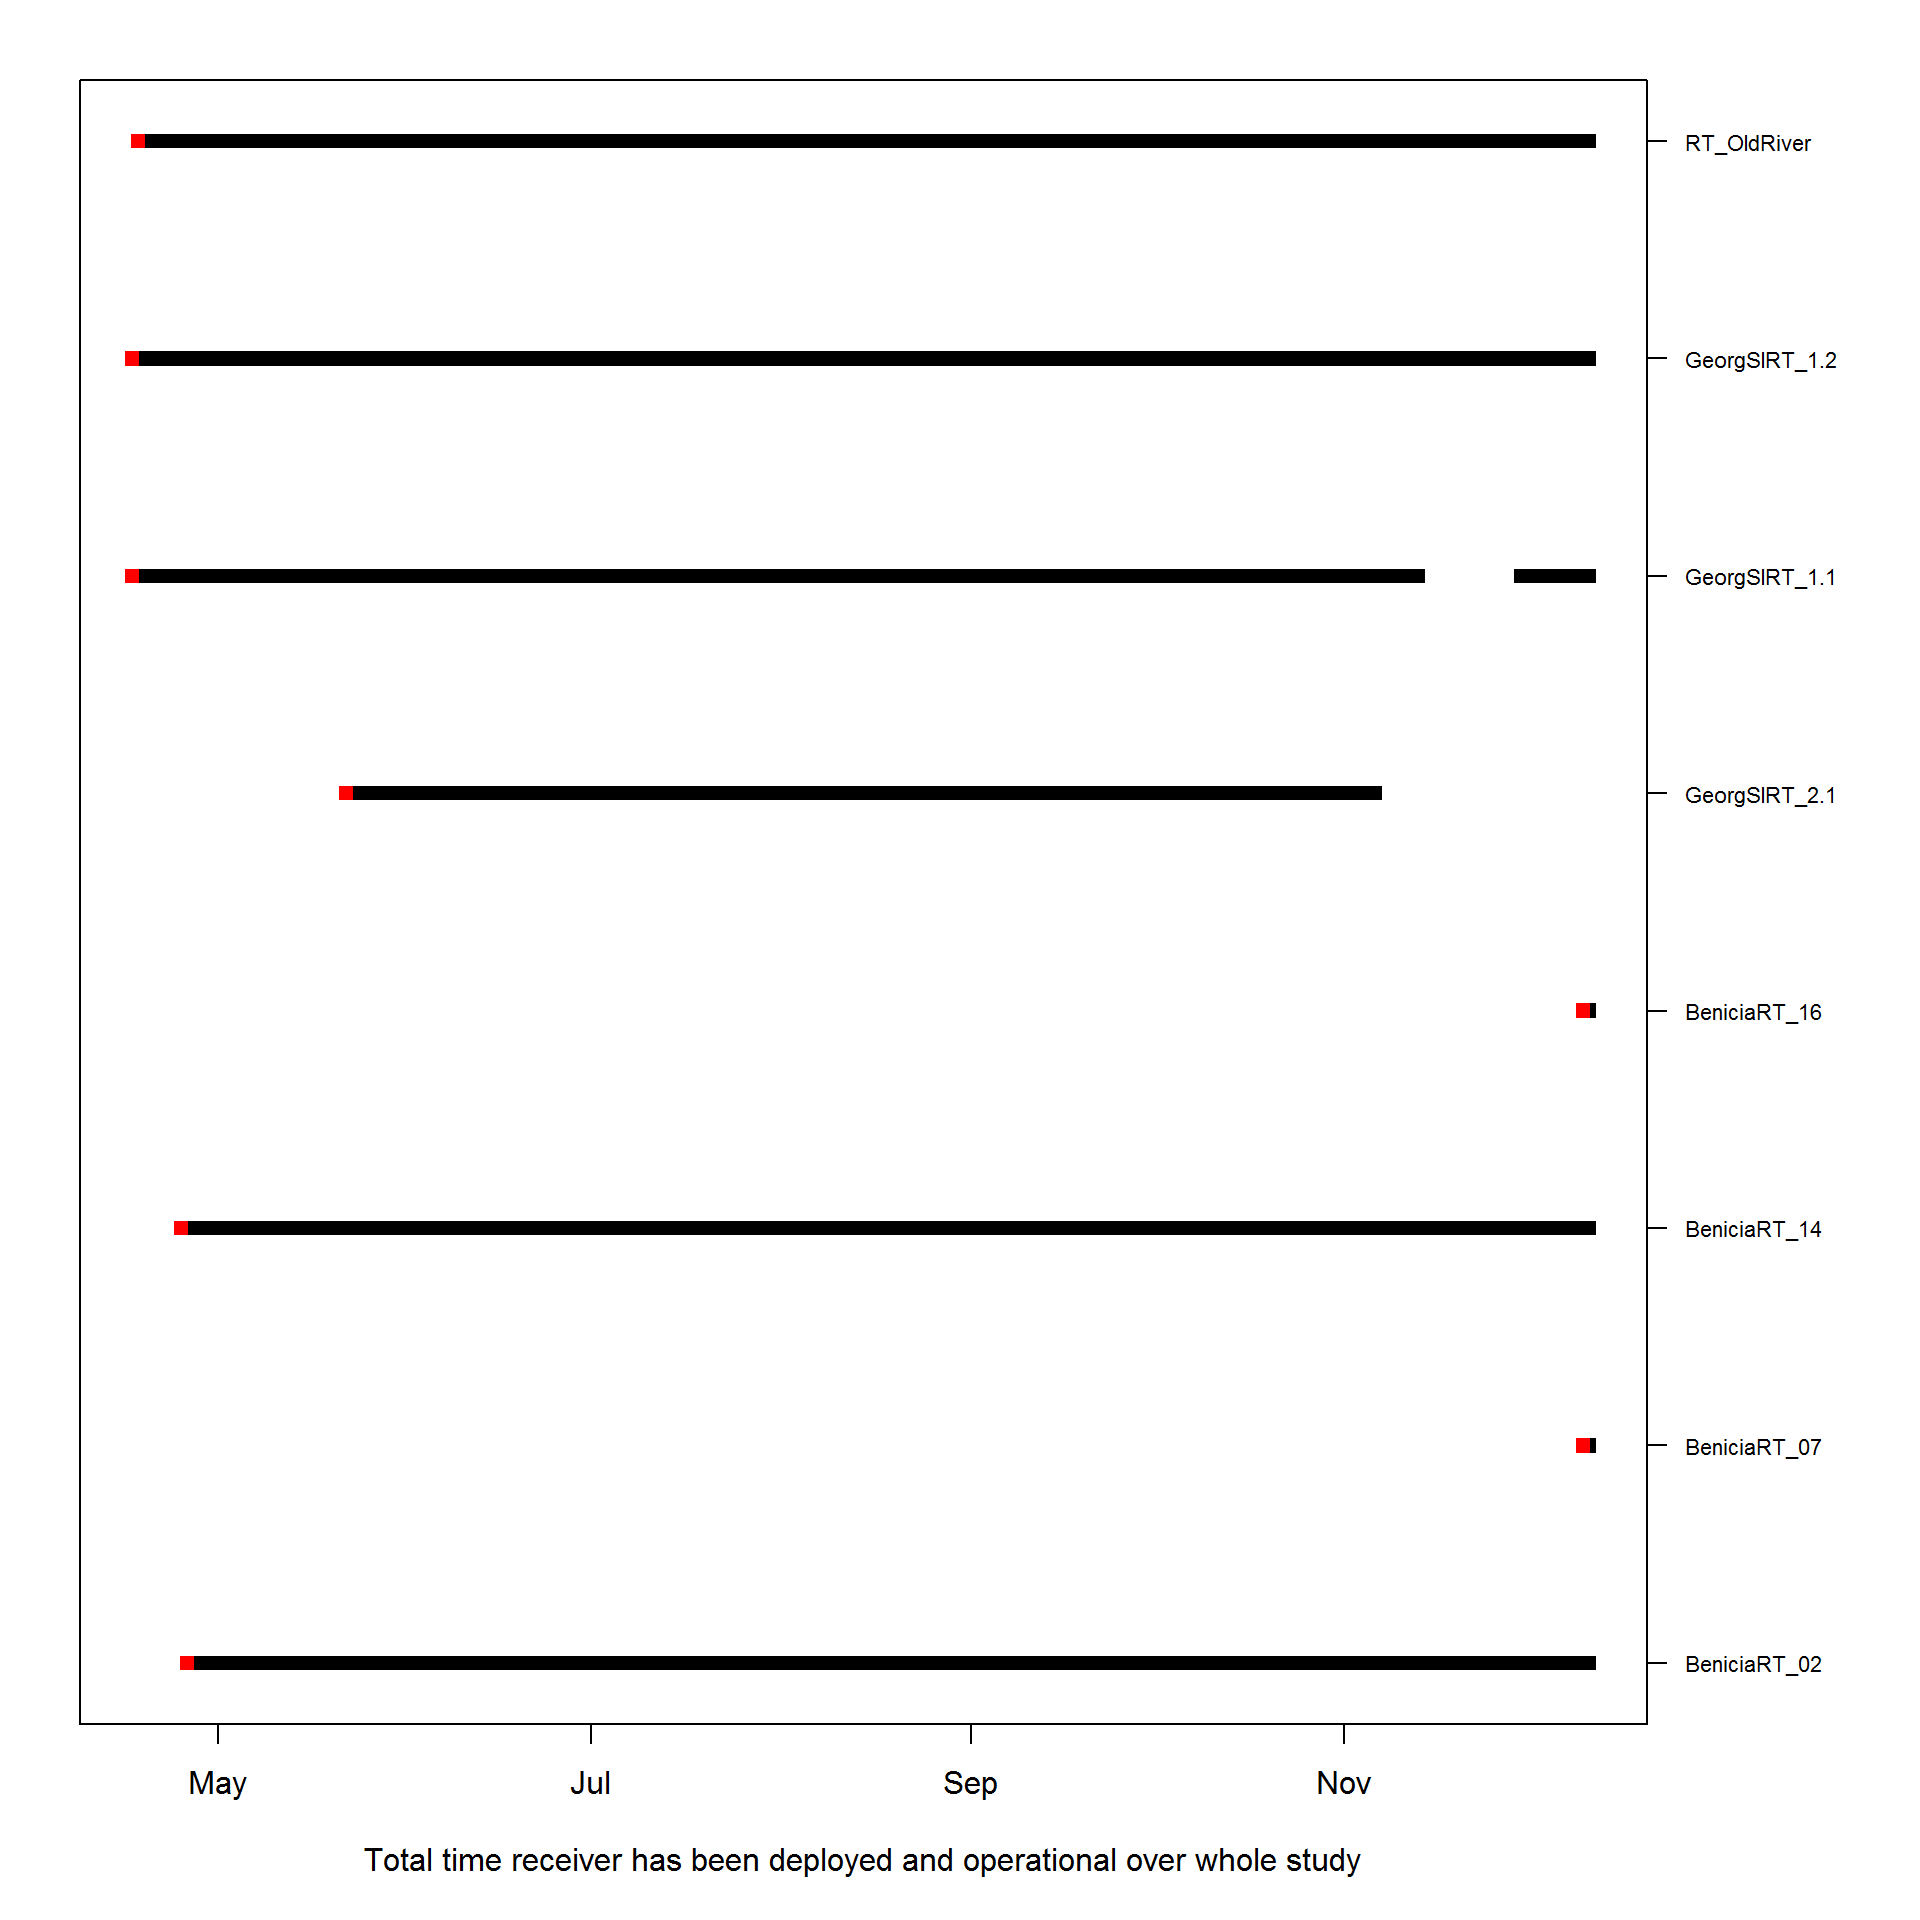 RT_OldRiver
GeorgSlRT_1.2
GeorgSlRT_1.1
GeorgSlRT_2.1
BeniciaRT_16
BeniciaRT_14
BeniciaRT_07
BeniciaRT_02
May Jul Sep Nov
Total time receiver has been deployed and operational over whole study